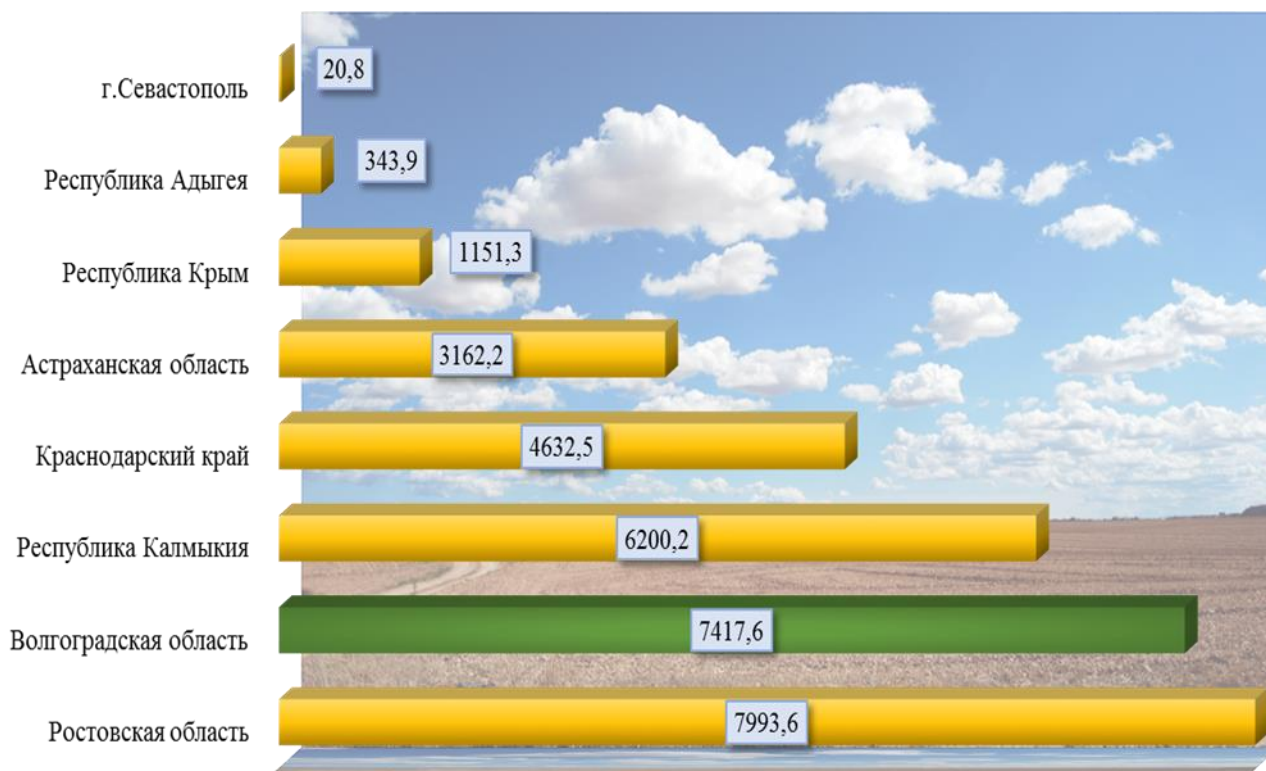 г.Севастополь
20,8
Республика Адыгея
343,9
Республика Крым
1151,3
Астраханская область
3162,2
Краснодарский край
4632,5
Республика Калмыкия
6200,2
Волгоградская область
7417,6
Ростовская область
7993,6